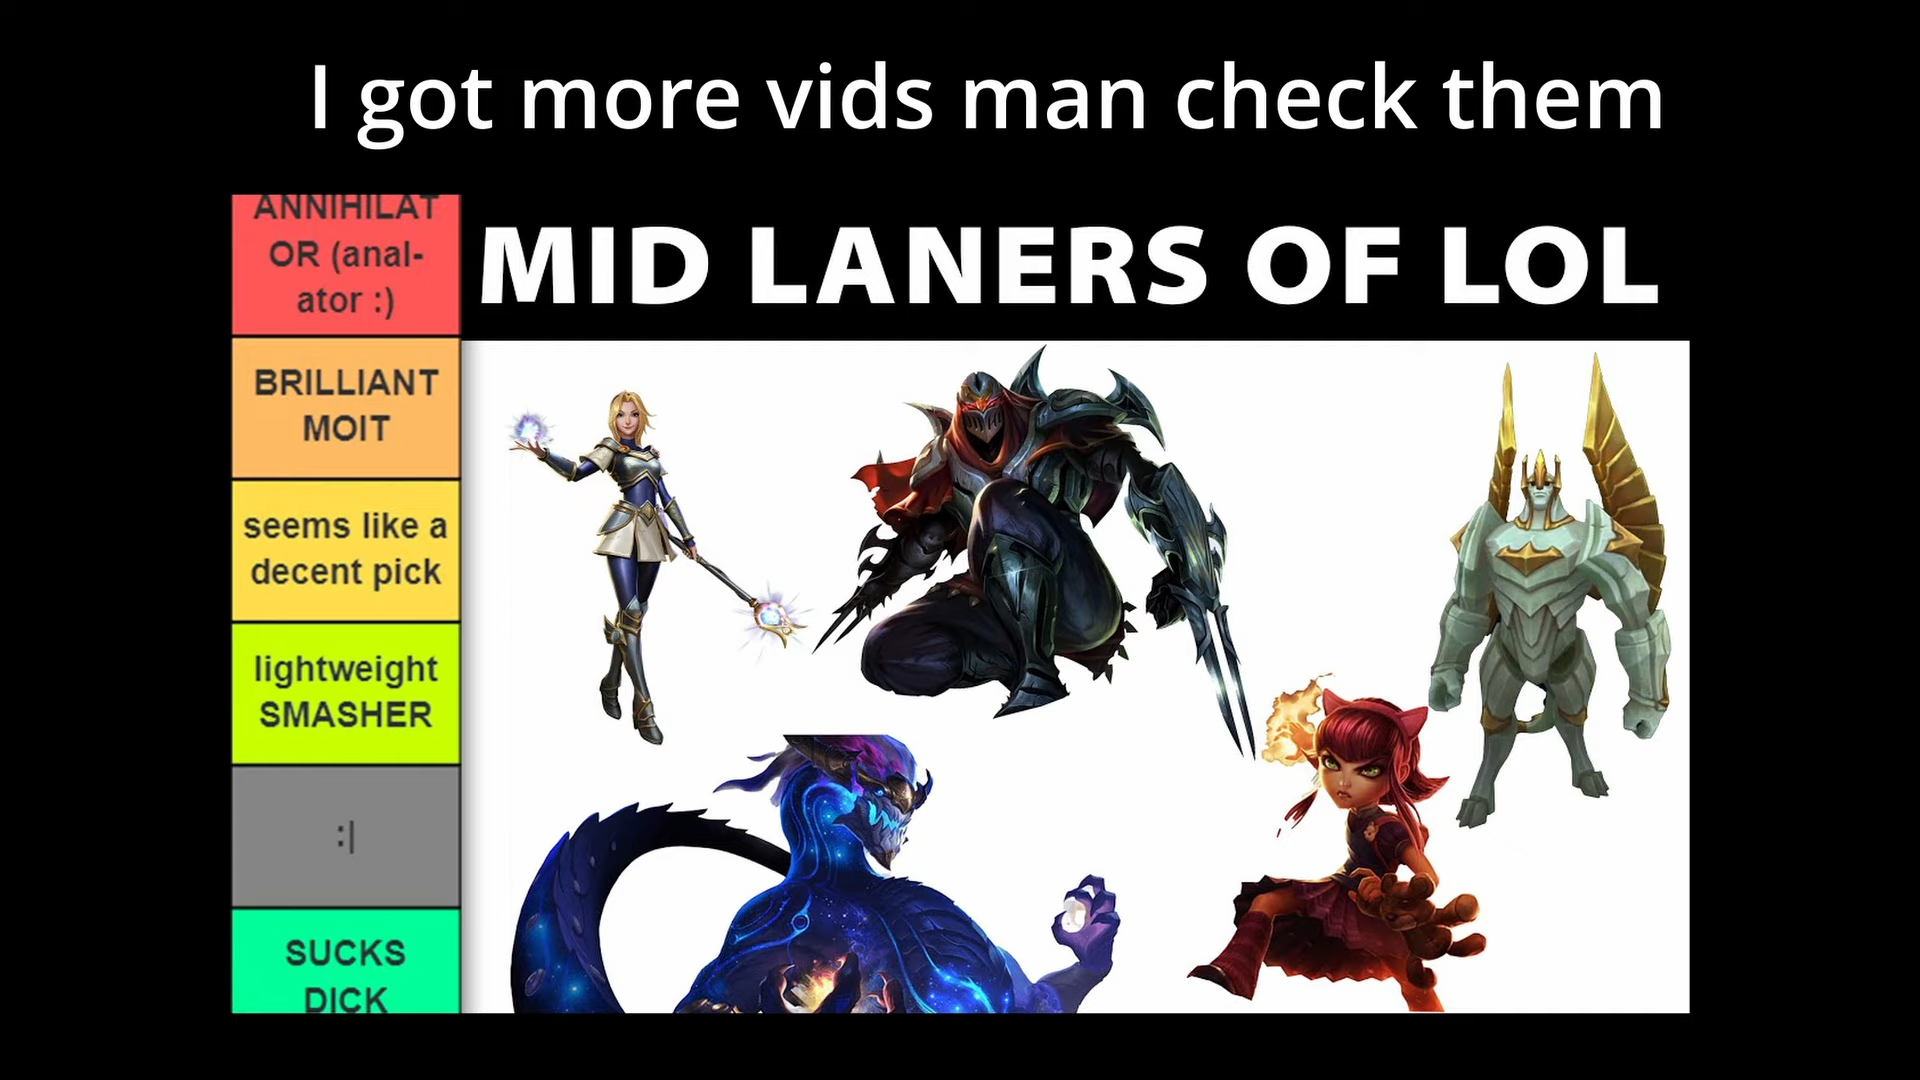 I got more vids man check them
MID LANERS OF LOL
ANNIHILAT
OR (anal-
ator :)
BRILLIANT
MOIT
seems like a
decent pick
lightweight
SMASHER
:|
SUCKS
DICK